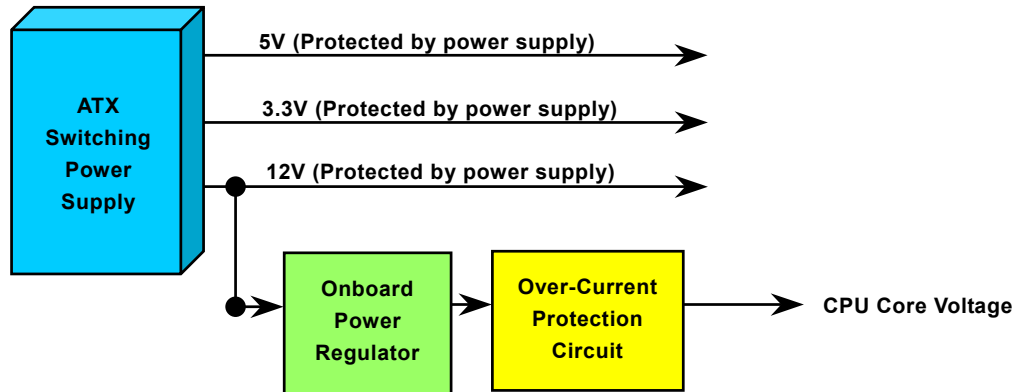 5V (Protected by power supply)
ATX
Switching
Power
Supply
3.3V (Protected by power supply)
12V (Protected by power supply)
Onboard
Power
Regulator
Over-Current
Protection
Circuit
CPU Core Voltage